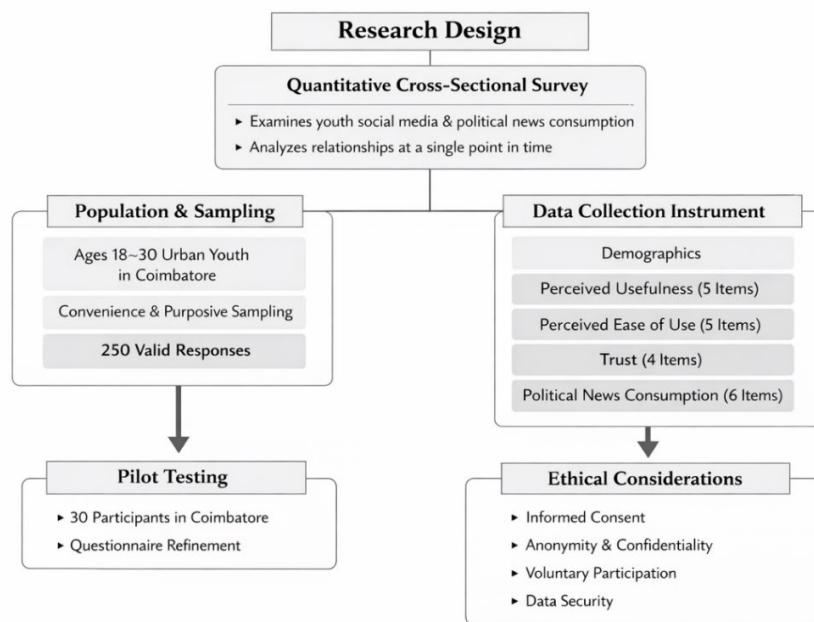 Research Design
Quantitative Cross-Sectional Survey
▸ Examines youth social media & political news consumption
▸ Analyzes relationships at a single point in time
Population & Sampling
Ages 18~30 Urban Youth
in Coimbatore
Convenience & Purposive Sampling
250 Valid Responses
Data Collection Instrument
Demographics
Perceived Usefulness (5 Items)
Perceived Ease of Use (5 Items)
Trust (4 Items)
Political News Consumption (6 Items)
Pilot Testing
▸ 30 Participants in Coimbatore
▸ Questionnaire Refinement
Ethical Considerations
▸ Informed Consent
▸ Anonymity & Confidentiality
▸ Voluntary Participation
▸ Data Security